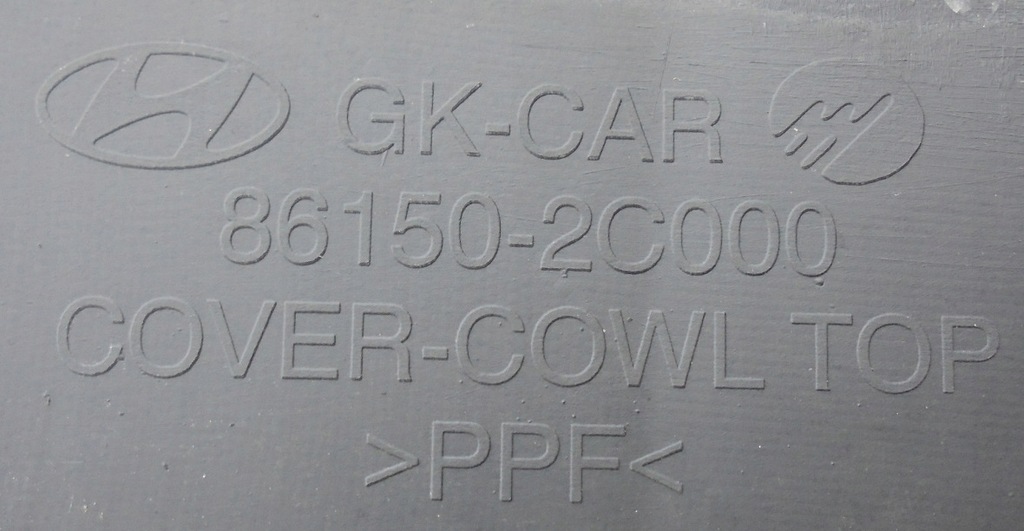 GK-CAR
86150-2C000
COVER-COWL TOP
>PPF<